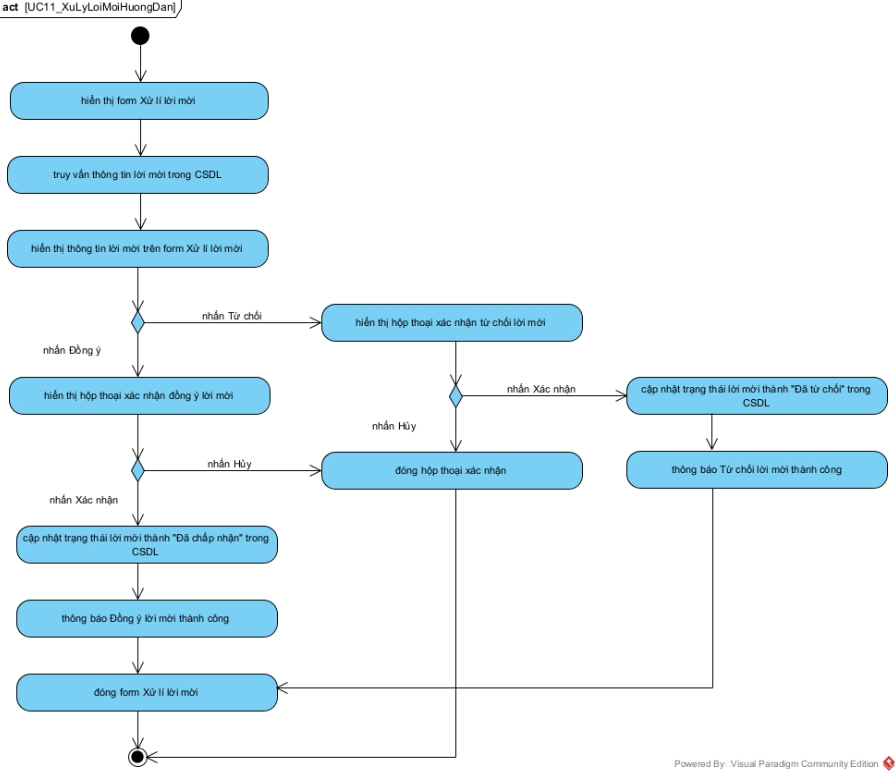 act [UC11_XuLyLoiMoiHuongDan]
hiển thị form Xử lí lời mời
truy vấn thông tin lời mời trong CSDL
hiển thị thông tin lời mời trên form Xử lí lời mời
nhấn Từ chối
hiển thị hộp thoại xác nhận từ chối lời mời
nhấn Đồng ý
hiển thị hộp thoại xác nhận đồng ý lời mời
nhấn Xác nhận
cập nhật trạng thái lời mời thành "Đã từ chối" trong
CSDL
nhấn Hủy
nhấn Hủy
đóng hộp thoại xác nhận
thông báo Từ chối lời mời thành công
nhấn Xác nhận
cập nhật trạng thái lời mời thành "Đã chấp nhận" trong
CSDL
thông báo Đồng ý lời mời thành công
đóng form Xử lí lời mời
Powered By Visual Paradigm Community Edition